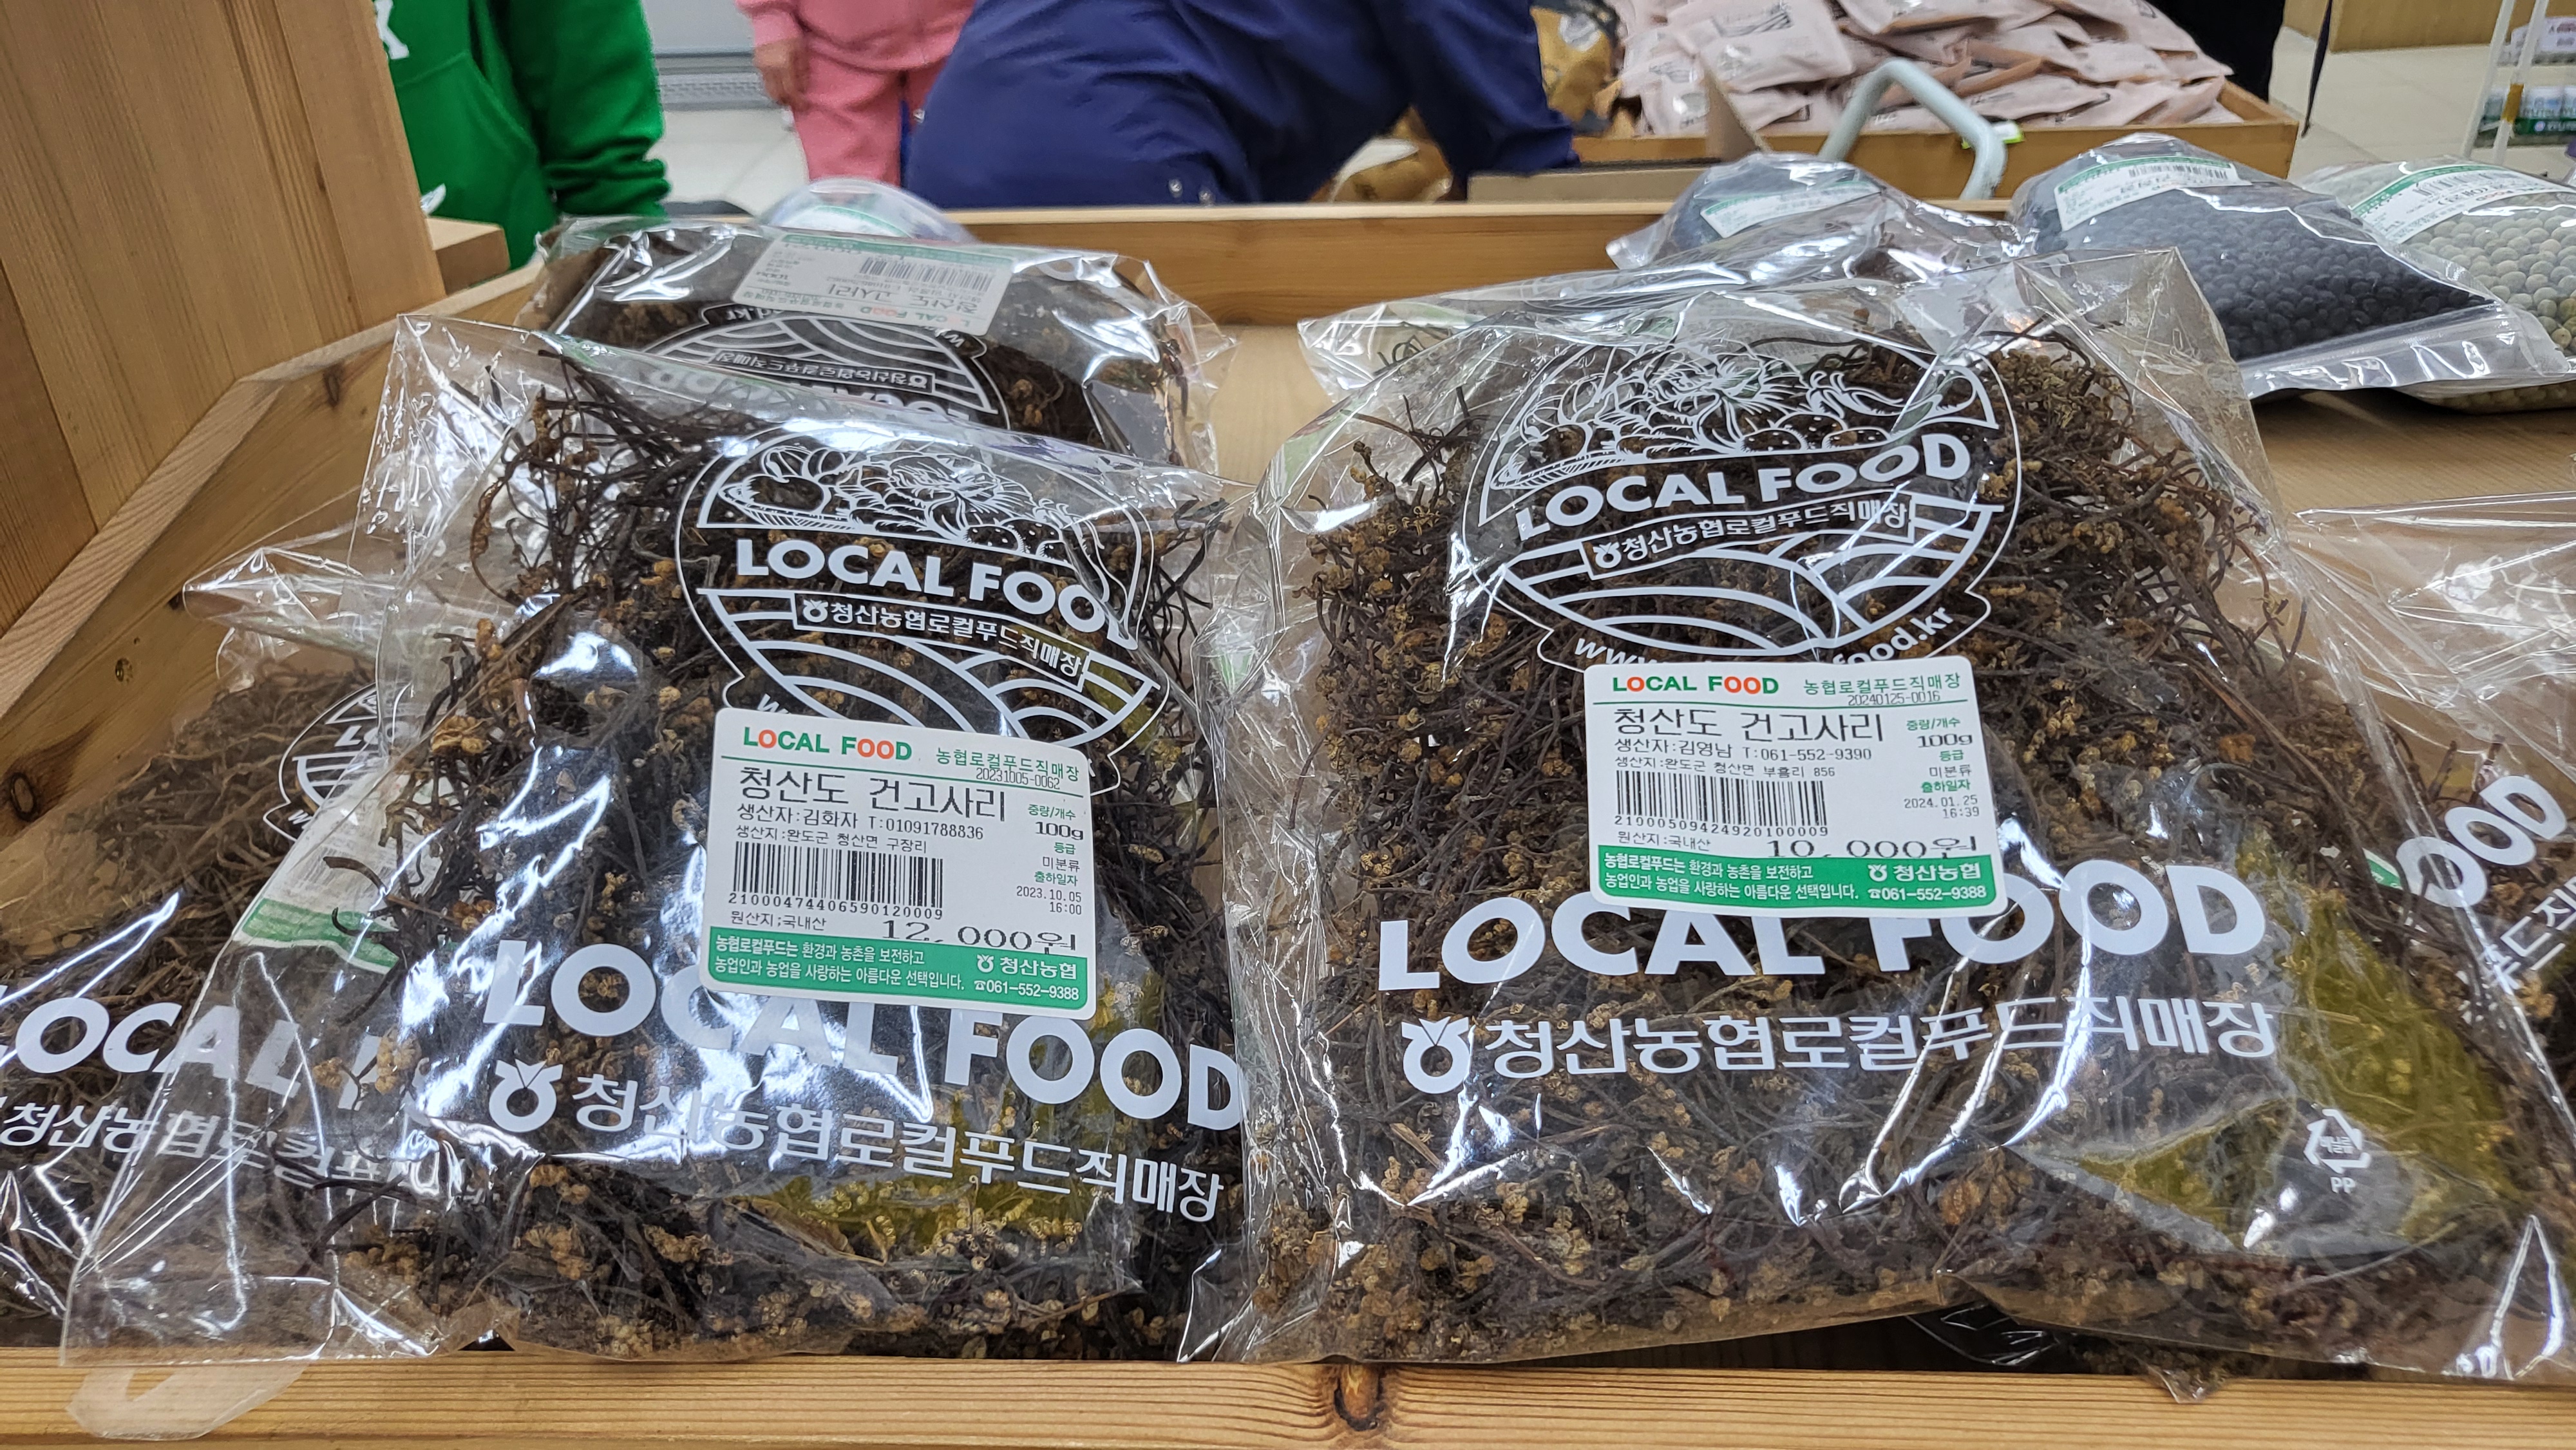 LOCAL FOOD
청산농협로컬푸드직매장
LOCAL FOOD 농협로컬푸드직매장
20231005-0062
청산도 건고사리
중량/개수
100g
생산자:김화자 T:01091788836
생산지:완도군 청산면 구장리
등급
미분류
출하일자
2023.10.05
16:00
21000474406590120009
원산지:국내산
12,000원
농협로컬푸드는 환경과 농촌을 보전하고
농업인과 농업을 사랑하는 아름다운 선택입니다.
청산농협
☎061-552-9388
LOCAL FOOD
청산농협로컬푸드직매장
LOCAL FOOD
청산농협로컬푸드직매장
food.kr
LOCAL FOOD 농협로컬푸드직매장
20240125-0016
청산도 건고사리
중량/개수
100g
생산자:김영남 T:061-552-9390
생산지:완도군 청산면 부흥리 856
등급
미분류
출하일자
2024.01.25
16:39
21000509424920100009
원산지:국내산
10,000원
농협로컬푸드는 환경과 농촌을 보전하고
농업인과 농업을 사랑하는 아름다운 선택입니다.
청산농협
☎061-552-9388
LOCAL FOOD
청산농협로컬푸드직매장
PP
OCAL
청산농협로컬푸
OOD